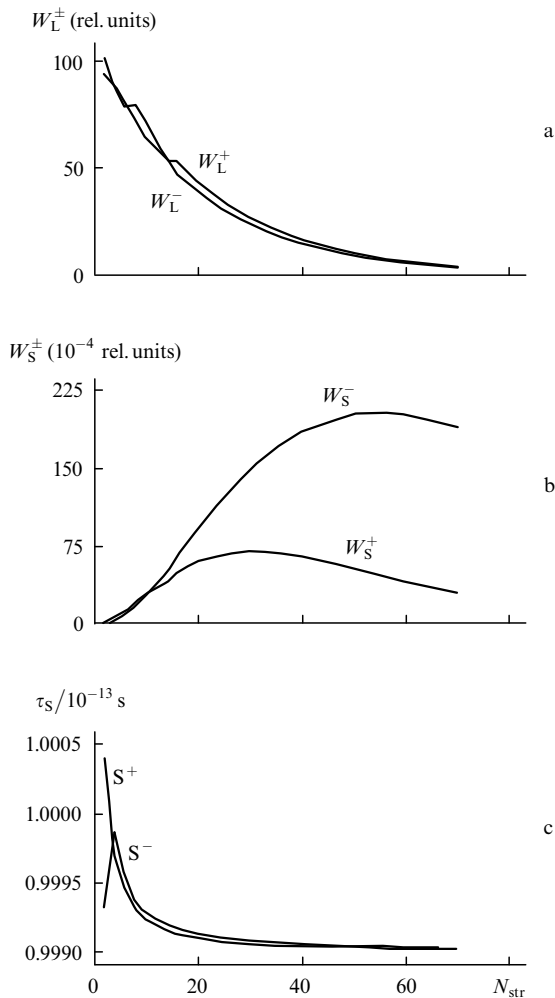 W_L^± (rel. units)
100
50
0
W_L^+
W_L^-
a
W_S^± (10^−4 rel. units)
225
150
75
0
W_S^-
W_S^+
b
τ_S/10^−13 s
1.0005
1.0000
0.9995
0.9990
S^+
S^-
c
0 20 40 60 N_str